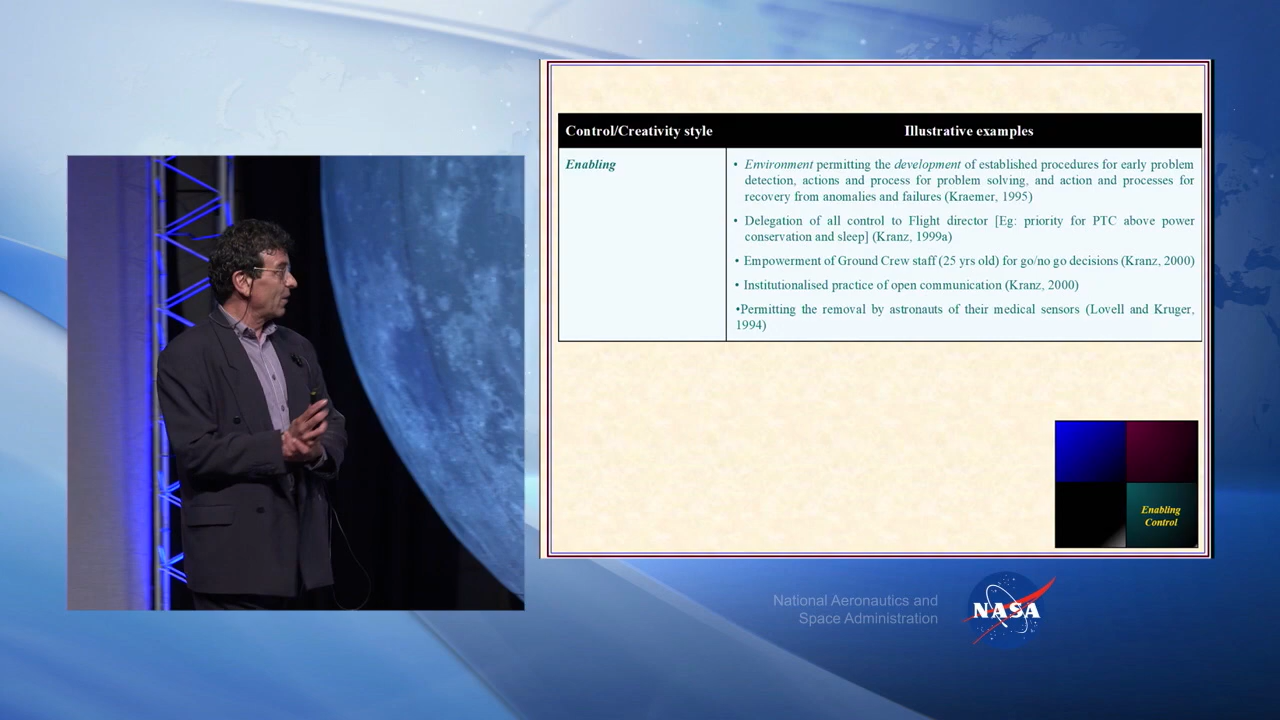 Control/Creativity style
Illustrative examples
Enabling
• Environment permitting the development of established procedures for early problem
detection, actions and process for problem solving, and action and processes for
recovery from anomalies and failures (Kraemer, 1995)
• Delegation of all control to Flight director [Eg: priority for PTC above power
conservation and sleep] (Kranz, 1999a)
• Empowerment of Ground Crew staff (25 yrs old) for go/no go decisions (Kranz, 2000)
• Institutionalised practice of open communication (Kranz, 2000)
•Permitting the removal by astronauts of their medical sensors (Lovell and Kruger,
1994)
Enabling
Control
National Aeronautics and
Space Administration
NASA